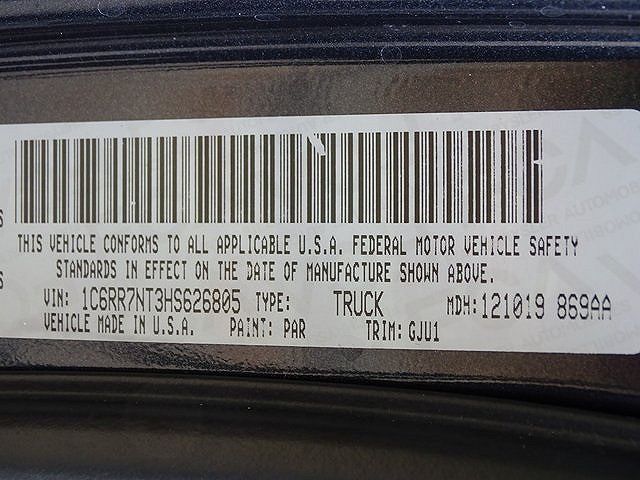 THIS VEHICLE CONFORMS TO ALL APPLICABLE U.S.A. FEDERAL MOTOR VEHICLE SAFETY
STANDARDS IN EFFECT ON THE DATE OF MANUFACTURE SHOWN ABOVE.
VIN: 1C6RR7NT3HS626805 TYPE: TRUCK MDH: 121019 869AA
VEHICLE MADE IN U.S.A. PAINT: PAR TRIM: GJU1